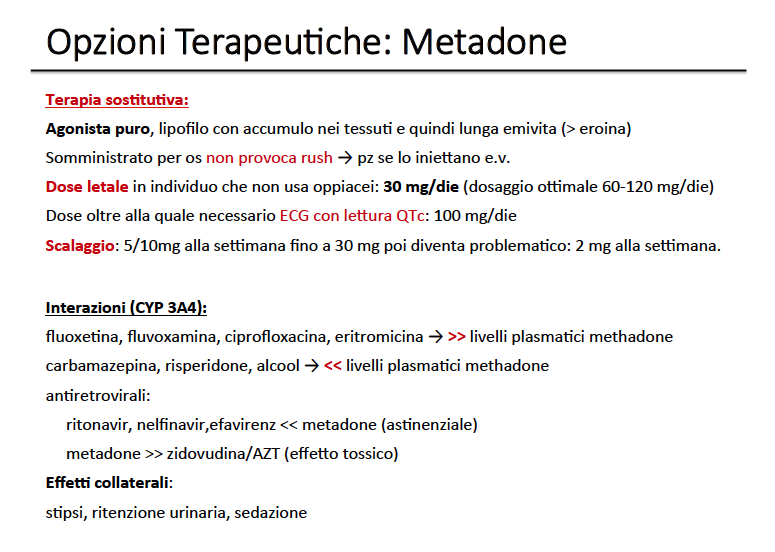 Opzioni Terapeutiche: Metadone
Terapia sostitutiva:
Agonista puro, lipofilo con accumulo nei tessuti e quindi lunga emivita (> eroina)
Somministrato per os non provoca rush → pz se lo iniettano e.v.
Dose letale in individuo che non usa oppiacei: 30 mg/die (dosaggio ottimale 60-120 mg/die)
Dose oltre alla quale necessario ECG con lettura QTc: 100 mg/die
Scalaggio: 5/10mg alla settimana fino a 30 mg poi diventa problematico: 2 mg alla settimana.
Interazioni (CYP 3A4):
fluoxetina, fluvoxamina, ciprofloxacina, eritromicina → >> livelli plasmatici methadone
carbamazepina, risperidone, alcool → << livelli plasmatici methadone
antiretrovirali:
ritonavir, nelfinavir,efavirenz << metadone (astinenziale)
metadone >> zidovudina/AZT (effetto tossico)
Effetti collaterali:
stipsi, ritenzione urinaria, sedazione